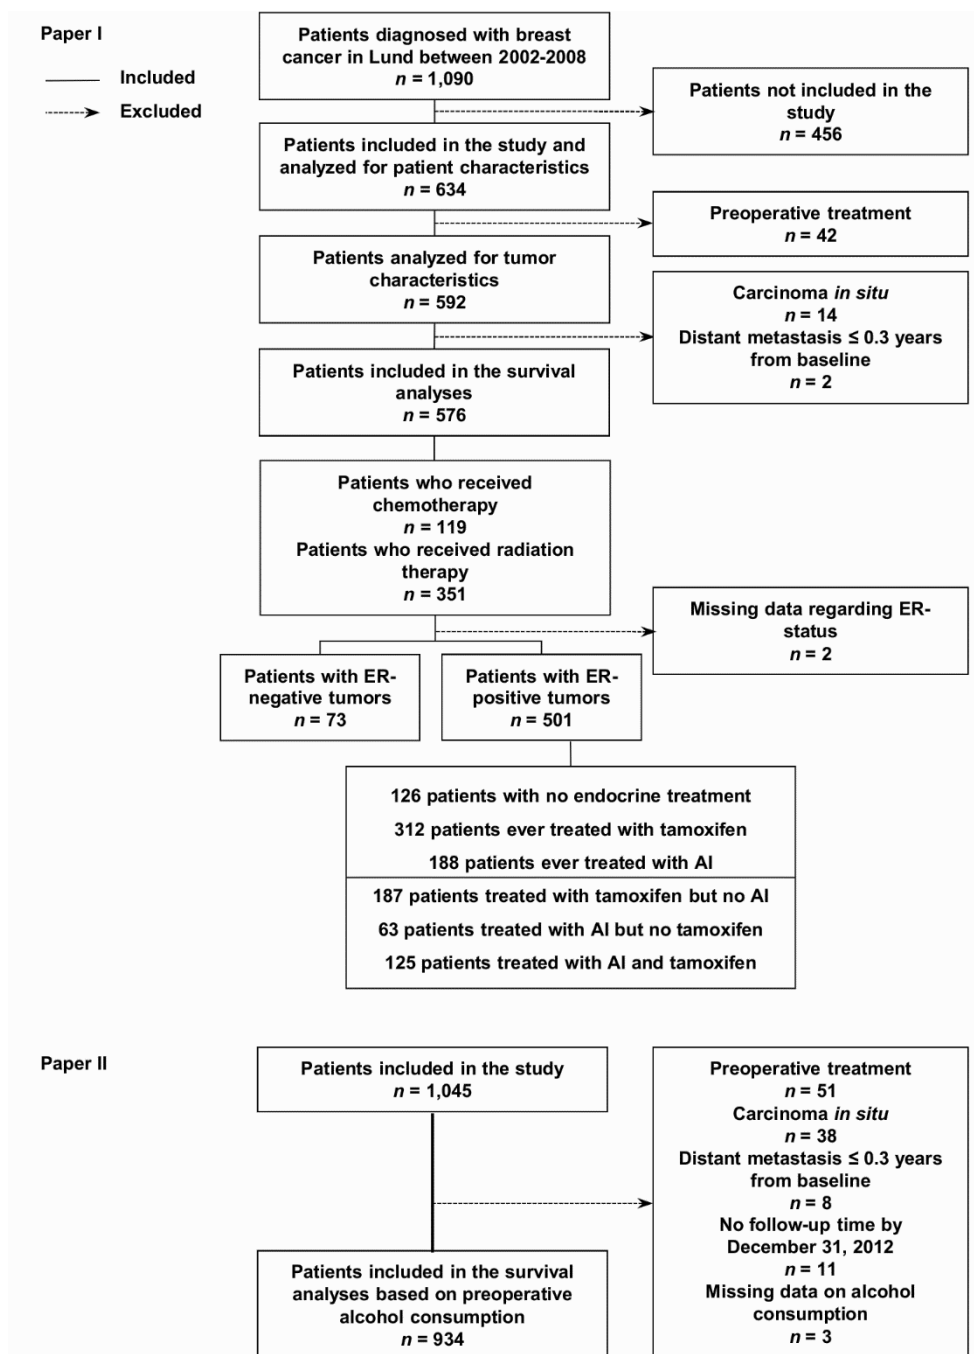 Paper I
Included
Excluded
Patients diagnosed with breast
cancer in Lund between 2002-2008
n = 1,090
Patients not included in the
study
n = 456
Patients included in the study and
analyzed for patient characteristics
n = 634
Preoperative treatment
n = 42
Patients analyzed for tumor
characteristics
n = 592
Carcinoma in situ
n = 14
Distant metastasis ≤ 0.3 years
from baseline
n = 2
Patients included in the survival
analyses
n = 576
Patients who received
chemotherapy
n = 119
Patients who received radiation
therapy
n = 351
Missing data regarding ER-
status
n = 2
Patients with ER-
negative tumors
n = 73
Patients with ER-
positive tumors
n = 501
126 patients with no endocrine treatment
312 patients ever treated with tamoxifen
188 patients ever treated with AI
187 patients treated with tamoxifen but no AI
63 patients treated with AI but no tamoxifen
125 patients treated with AI and tamoxifen
Paper II
Patients included in the study
n = 1,045
Preoperative treatment
n = 51
Carcinoma in situ
n = 38
Distant metastasis ≤ 0.3 years
from baseline
n = 8
No follow-up time by
December 31, 2012
n = 11
Missing data on alcohol
consumption
n = 3
Patients included in the survival
analyses based on preoperative
alcohol consumption
n = 934